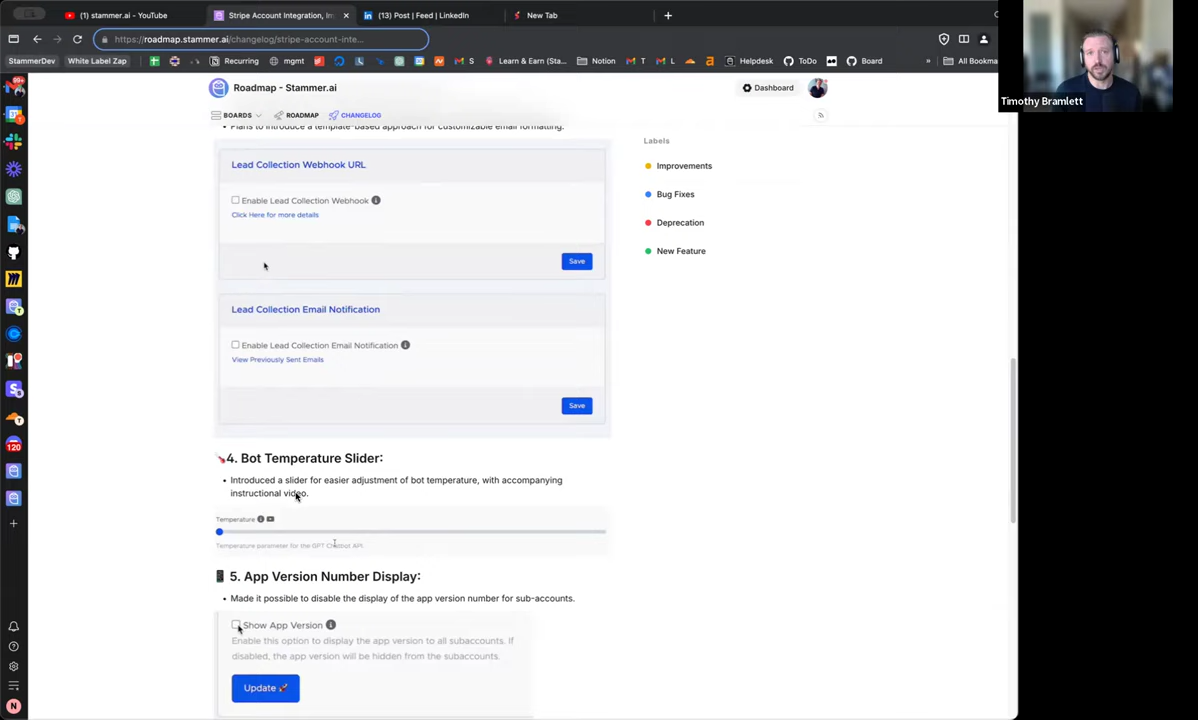 (1) stammer.ai - YouTube
Stripe Account Integration, Im
(13) Post | Feed | LinkedIn
New Tab
https://roadmap.stammer.ai/changelog/stripe-account-inte...
StammerDev
White Label Zap
Recurring
mgmt
S
Learn & Earn (Sta...
Notion
M T
M L
Helpdesk
ToDo
Board
»
All Bookma
Timothy Bramlett
Roadmap - Stammer.ai
Dashboard
BOARDS
ROADMAP
CHANGELOG
• Plans to introduce a template-based approach for customizable email formatting.
Labels
Improvements
Bug Fixes
Deprecation
New Feature
Lead Collection Webhook URL
Enable Lead Collection Webhook
Click Here for more details
Save
Lead Collection Email Notification
Enable Lead Collection Email Notification
View Previously Sent Emails
Save
4. Bot Temperature Slider:
• Introduced a slider for easier adjustment of bot temperature, with accompanying
instructional video.
Temperature
Temperature parameter for the GPT Chatbot API
5. App Version Number Display:
• Made it possible to disable the display of the app version number for sub-accounts.
Show App Version
Enable this option to display the app version to all subaccounts. If
disabled, the app version will be hidden from the subaccounts.
Update
99+
120
N